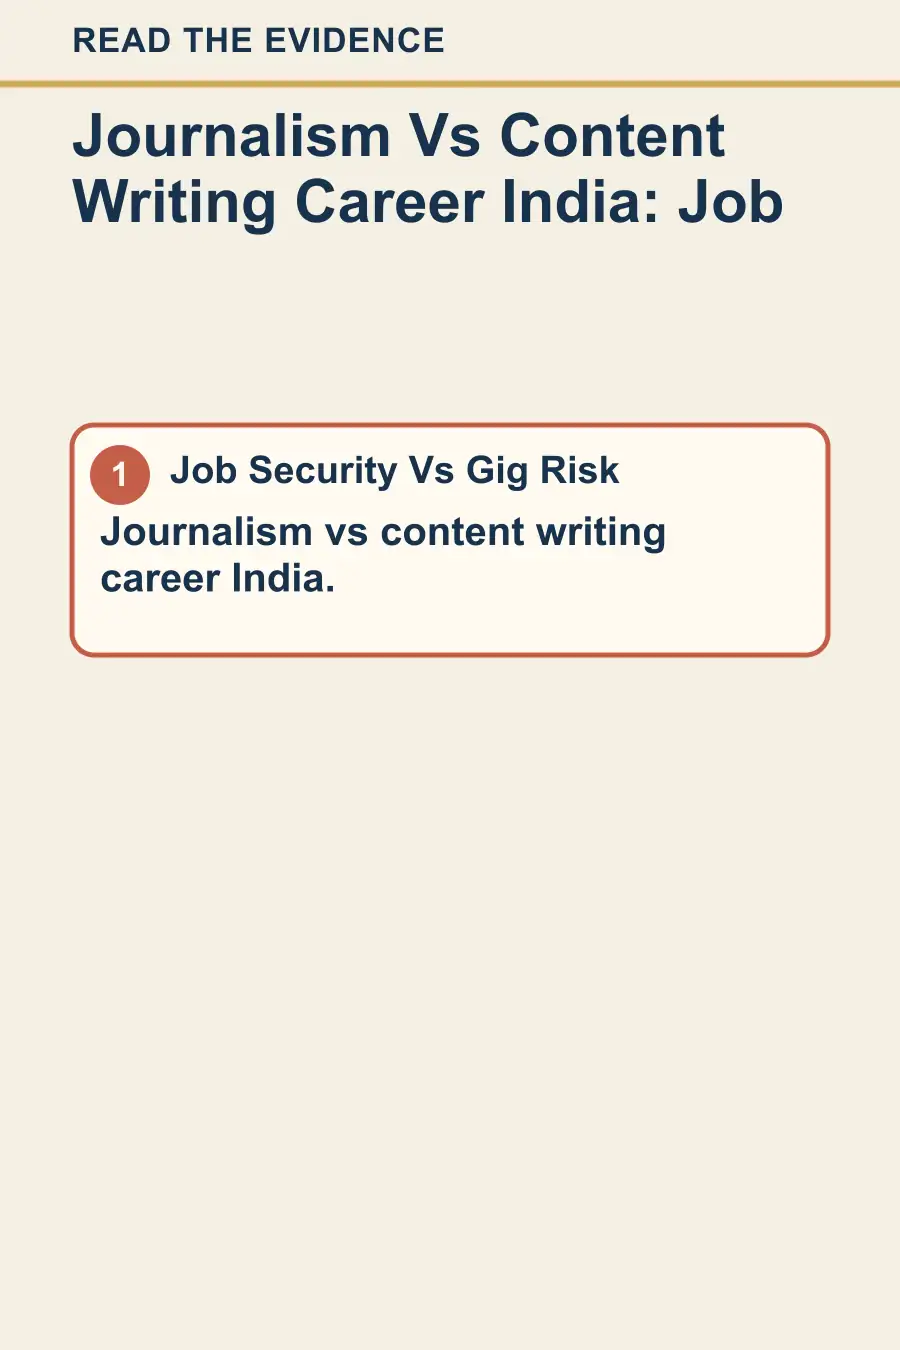 READ THE EVIDENCE
Journalism Vs Content
Writing Career India: Job
1 Job Security Vs Gig Risk
Journalism vs content writing
career India.